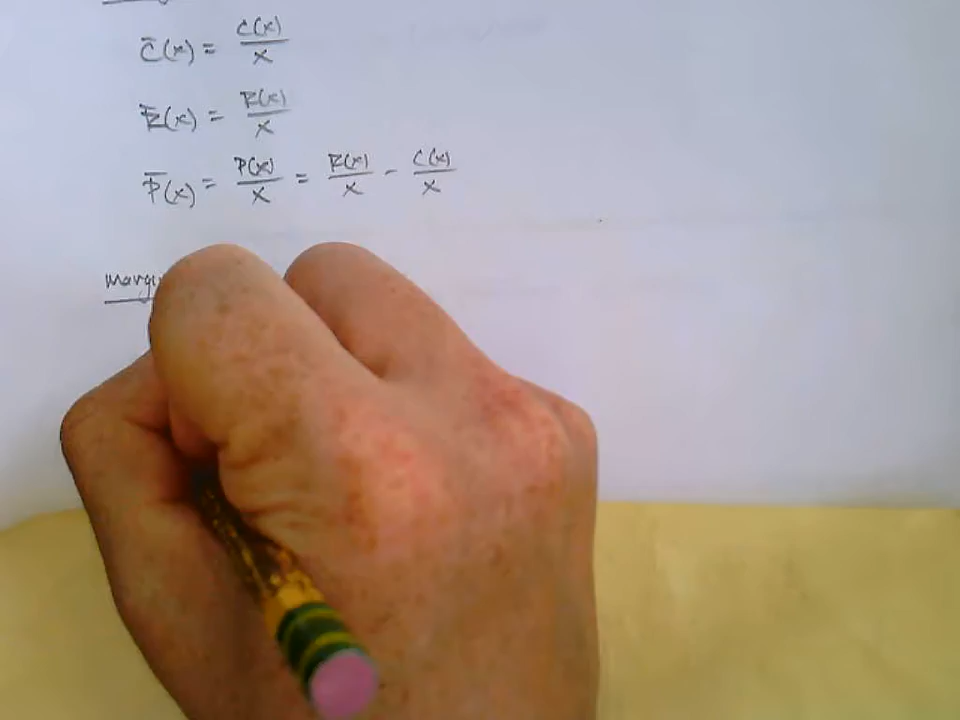 C̄(x) = C(x)/x
R̄(x) = R(x)/x
P̄(x) = P(x)/x = R(x)/x - C(x)/x